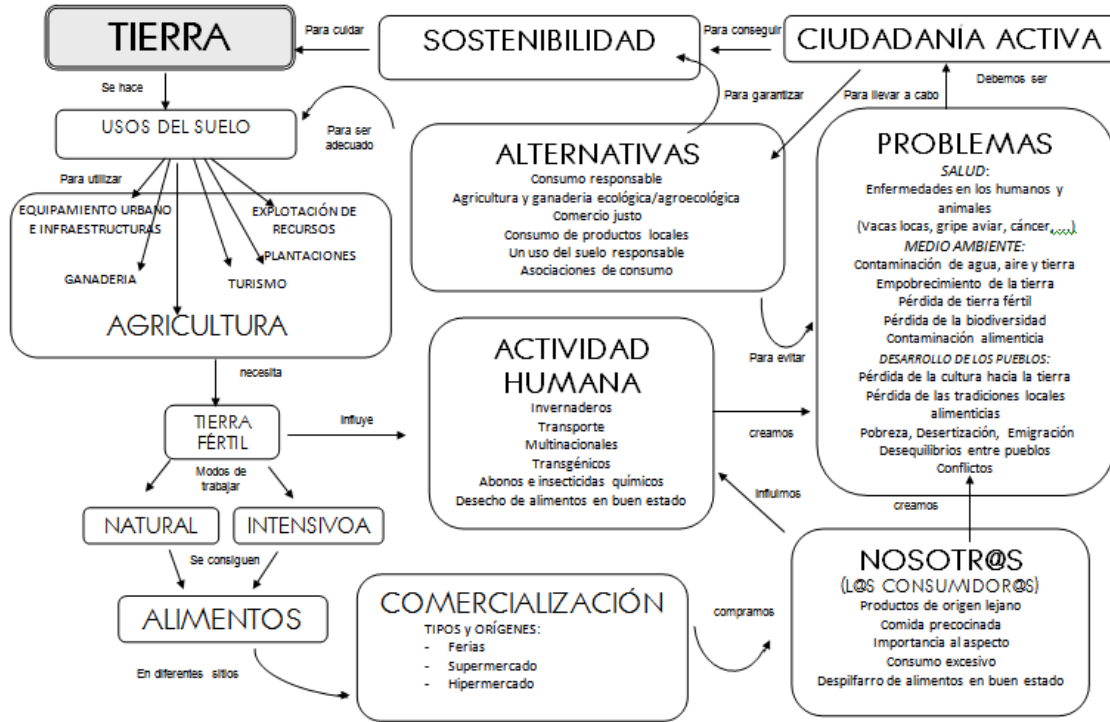 TIERRA
Para cuidar
SOSTENIBILIDAD
Para conseguir
CIUDADANÍA ACTIVA
Se hace
Para garantizar
Para llevar a cabo
Debemos ser
USOS DEL SUELO
Para ser
adecuado
Para utilizar
EQUIPAMIENTO URBANO
E INFRAESTRUCTURAS
EXPLOTACIÓN DE
RECURSOS
PLANTACIONES
GANADERIA
TURISMO
AGRICULTURA
ALTERNATIVAS
Consumo responsable
Agricultura y ganaderia ecológica/agroecológica
Comercio justo
Consumo de productos locales
Un uso del suelo responsable
Asociaciones de consumo
PROBLEMAS
SALUD:
Enfermedades en los humanos y
animales
(Vacas locas, gripe aviar, cáncer,...)
MEDIO AMBIENTE:
Contaminación de agua, aire y tierra
Empobrecimiento de la tierra
Pérdida de tierra fértil
Pérdida de la biodiversidad
Contaminación alimenticia
DESARROLLO DE LOS PUEBLOS:
Pérdida de la cultura hacia la tierra
Pérdida de las tradiciones locales
alimenticias
Pobreza, Desertización, Emigración
Desequilibrios entre pueblos
Conflictos
Para evitar
necesita
TIERRA
FÉRTIL
Influye
ACTIVIDAD
HUMANA
Invernaderos
Transporte
Multinacionales
Transgénicos
Abonos e insecticidas químicos
Desecho de alimentos en buen estado
creamos
Influimos
creamos
Modos de
trabajar
NATURAL
INTENSIVOA
Se consiguen
ALIMENTOS
En diferentes sitios
COMERCIALIZACIÓN
TIPOS y ORÍGENES:
- Ferias
- Supermercado
- Hipermercado
compramos
NOSOTR@S
(L@S CONSUMIDOR@S)
Productos de origen lejano
Comida precocinada
Importancia al aspecto
Consumo excesivo
Despilfarro de alimentos en buen estado